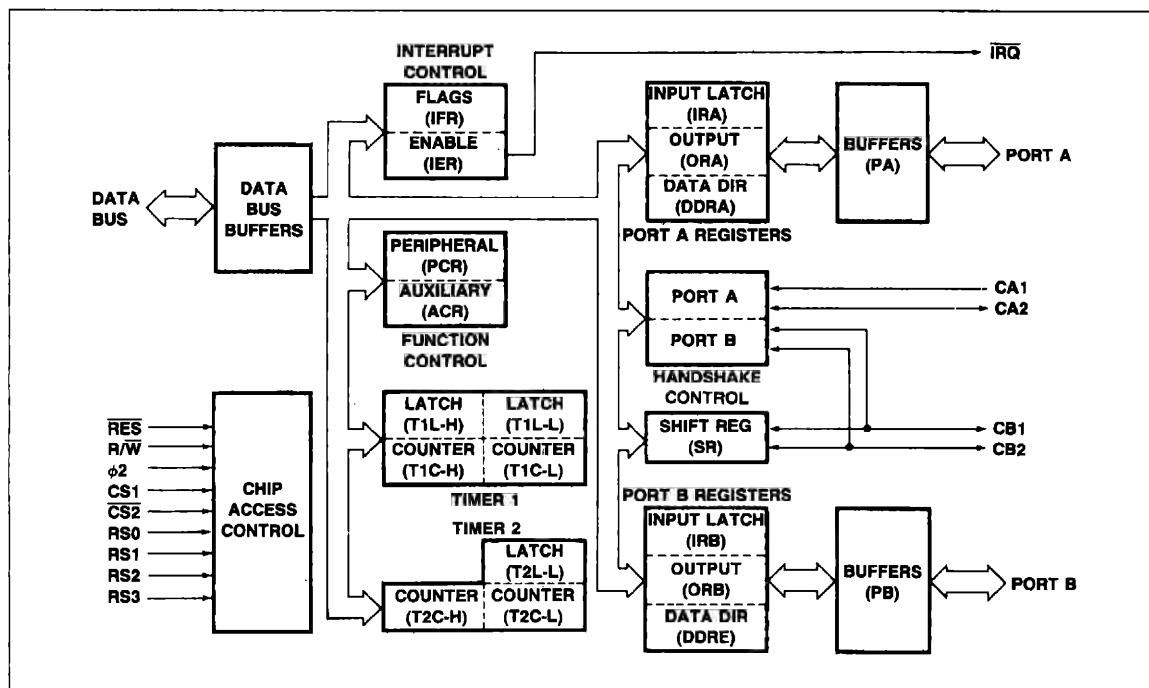 INTERRUPT
CONTROL
FLAGS
(IFR)
ENABLE
(IER)
I̅R̅Q̅
INPUT LATCH
(IRA)
OUTPUT
(ORA)
DATA DIR
(DDRA)
PORT A REGISTERS
BUFFERS
(PA)
PORT A
DATA
BUS
DATA
BUS
BUFFERS
PERIPHERAL
(PCR)
AUXILIARY
(ACR)
FUNCTION
CONTROL
PORT A
PORT B
HANDSHAKE
CONTROL
CA1
CA2
LATCH
(T1L-H)
LATCH
(T1L-L)
COUNTER
(T1C-H)
COUNTER
(T1C-L)
TIMER 1
SHIFT REG
(SR)
CB1
CB2
R̅E̅S̅
R/W̅
ϕ2
CS1
C̅S̅2̅
RS0
RS1
RS2
RS3
CHIP
ACCESS
CONTROL
TIMER 2
LATCH
(T2L-L)
COUNTER
(T2C-H)
COUNTER
(T2C-L)
PORT B REGISTERS
INPUT LATCH
(IRB)
OUTPUT
(ORB)
DATA DIR
(DDRE)
BUFFERS
(PB)
PORT B